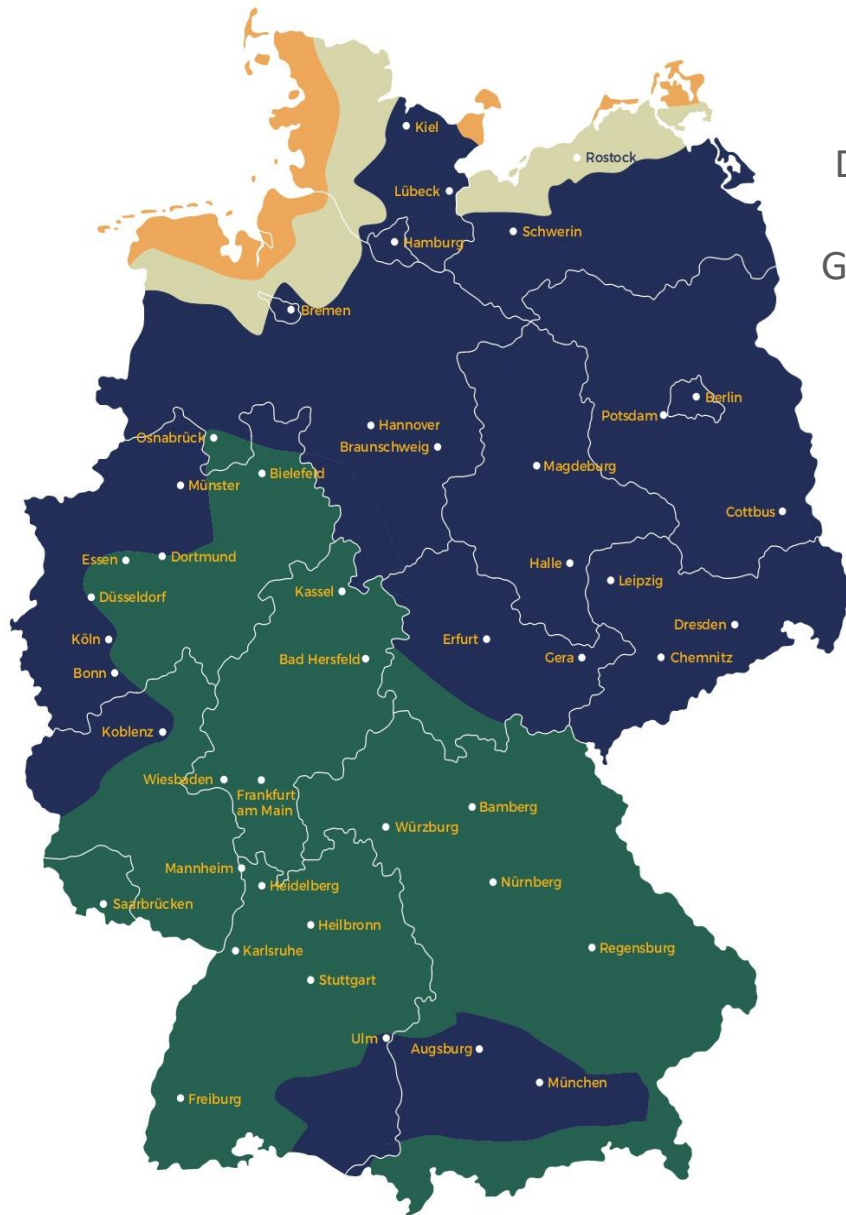 Kiel
D
Rostock
Lübeck
Schwerin
Hamburg
G
Bremen
Berlin
Potsdam
Hannover
Osnabrück
Braunschweig
Magdeburg
Bielefeld
Münster
Cottbus
Dortmund
Essen
Halle
Leipzig
Kassel
Düsseldorf
Dresden
Köln
Erfurt
Bad Hersfeld
Gera
Chemnitz
Bonn
Koblenz
Wiesbaden
Frankfurt
am Main
Bamberg
Würzburg
Mannheim
Heidelberg
Nürnberg
Saarbrücken
Heilbronn
Karlsruhe
Regensburg
Stuttgart
Ulm
Augsburg
München
Freiburg